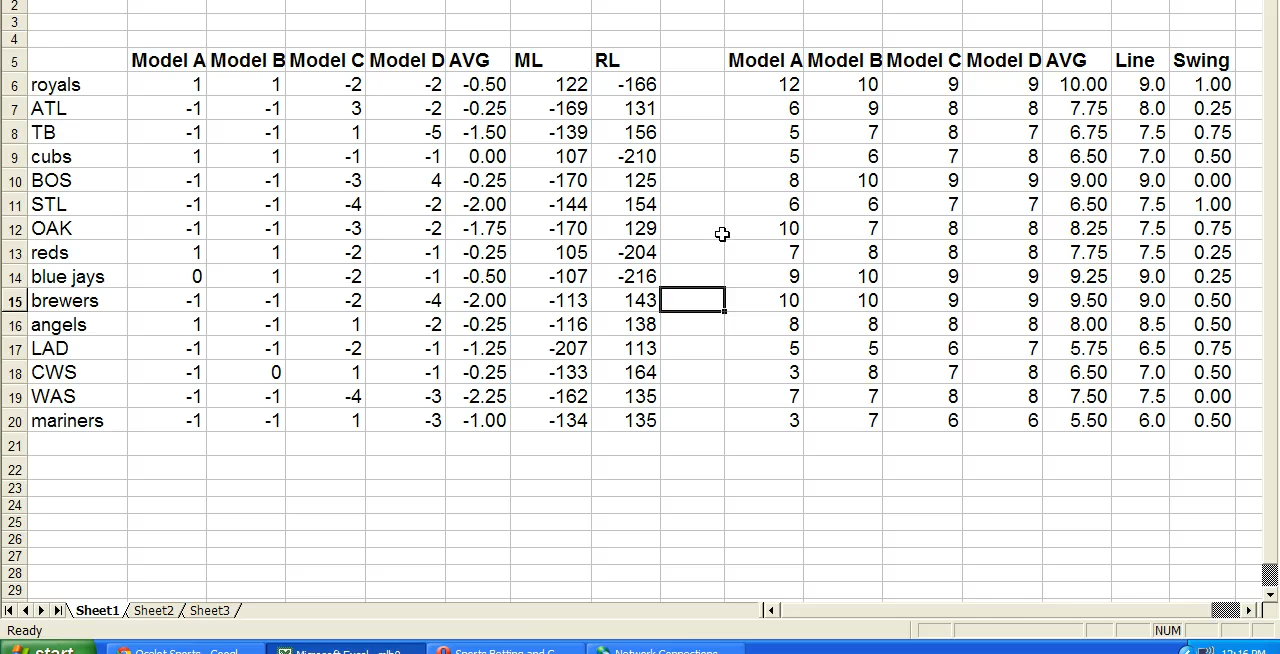 2
3
4
5 Model A Model B Model C Model D AVG ML RL Model A Model B Model C Model D AVG Line Swing
6 royals 1 1 -2 -2 -0.50 122 -166 12 10 9 9 10.00 9.0 1.00
7 ATL -1 -1 3 -2 -0.25 -169 131 6 9 8 8 7.75 8.0 0.25
8 TB -1 -1 1 -5 -1.50 -139 156 5 7 8 7 6.75 7.5 0.75
9 cubs 1 1 -1 -1 0.00 107 -210 5 6 7 8 6.50 7.0 0.50
10 BOS -1 -1 -3 4 -0.25 -170 125 8 10 9 9 9.00 9.0 0.00
11 STL -1 -1 -4 -2 -2.00 -144 154 6 6 7 7 6.50 7.5 1.00
12 OAK -1 -1 -3 -2 -1.75 -170 129 10 7 8 8 8.25 7.5 0.75
13 reds 1 1 -2 -1 -0.25 105 -204 7 8 8 8 7.75 7.5 0.25
14 blue jays 0 1 -2 -1 -0.50 -107 -216 9 10 9 9 9.25 9.0 0.25
15 brewers -1 -1 -2 -4 -2.00 -113 143 10 10 9 9 9.50 9.0 0.50
16 angels 1 -1 1 -2 -0.25 -116 138 8 8 8 8 8.00 8.5 0.50
17 LAD -1 -1 -2 -1 -1.25 -207 113 5 5 6 7 5.75 6.5 0.75
18 CWS -1 0 1 -1 -0.25 -133 164 3 8 7 8 6.50 7.0 0.50
19 WAS -1 -1 -4 -3 -2.25 -162 135 7 7 8 8 7.50 7.5 0.00
20 mariners -1 -1 1 -3 -1.00 -134 135 3 7 6 6 5.50 6.0 0.50
21
22
23
24
25
26
27
28
29
Sheet1 Sheet2 Sheet3
Ready NUM
start Ocelot Sports - Googl... Microsoft Excel - mlb9... Sports Betting and C... Network Connections 12:16 PM